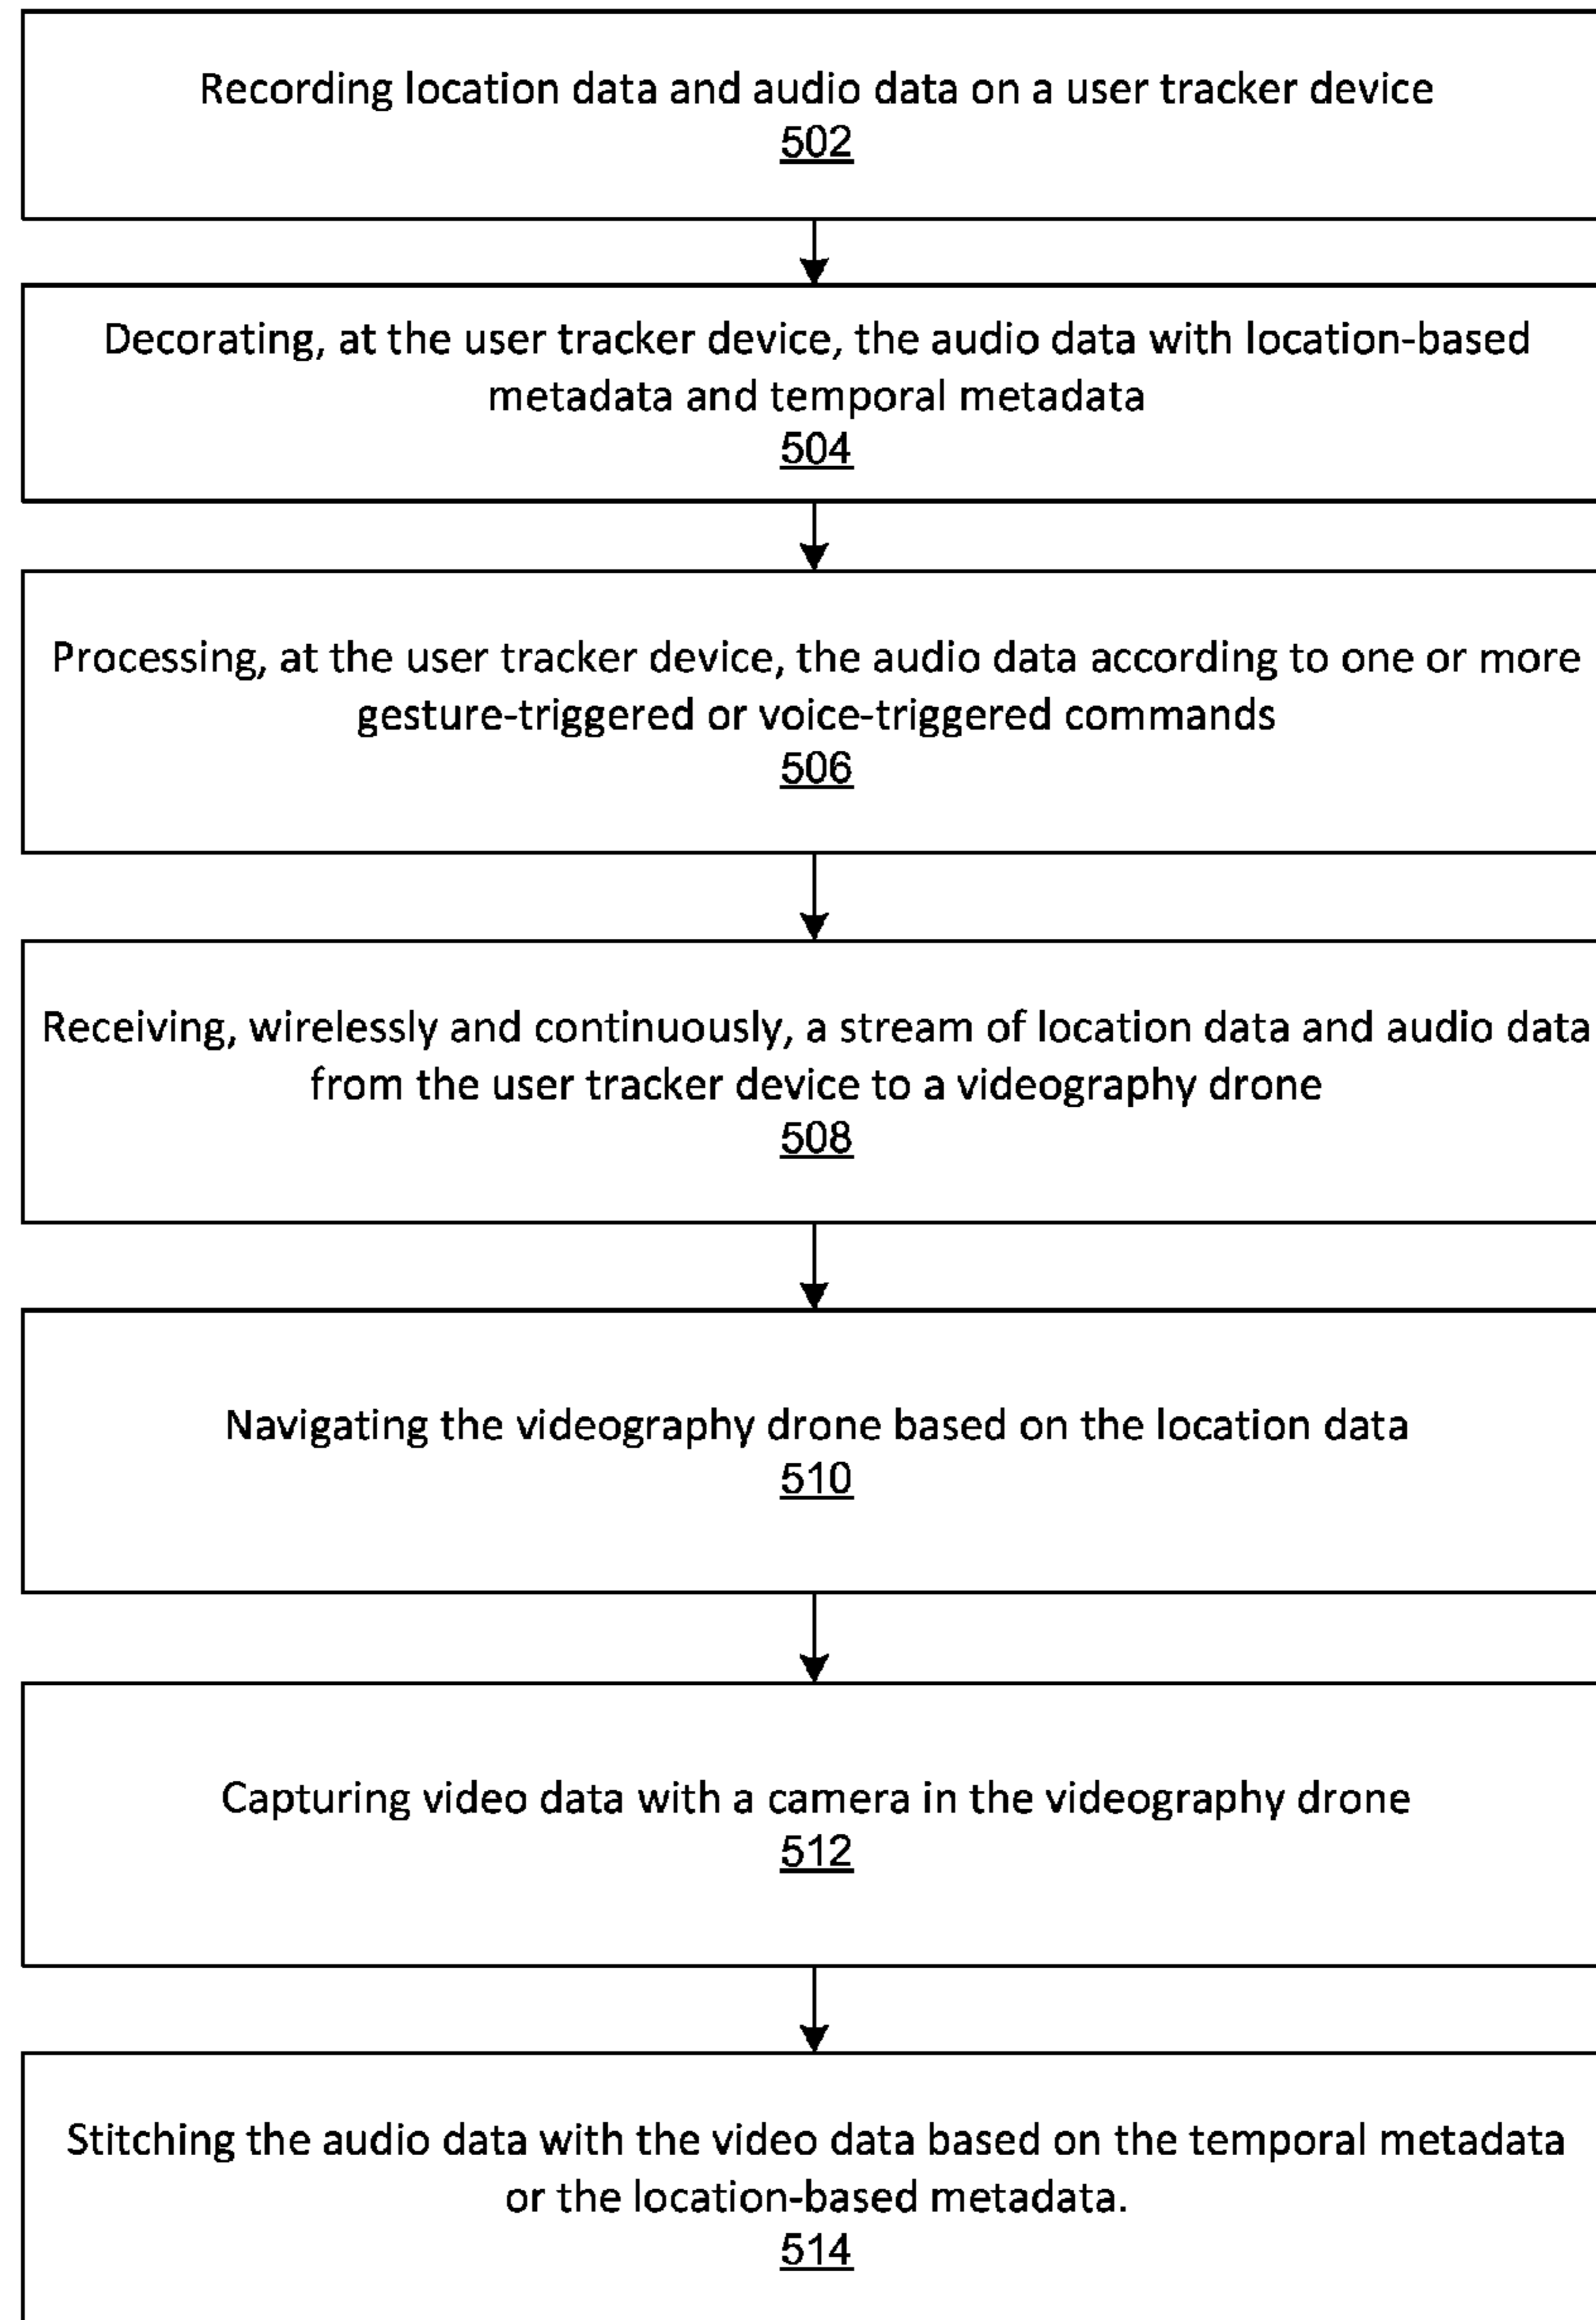 Recording location data and audio data on a user tracker device
502
Decorating, at the user tracker device, the audio data with location-based
metadata and temporal metadata
504
Processing, at the user tracker device, the audio data according to one or more
gesture-triggered or voice-triggered commands
506
Receiving, wirelessly and continuously, a stream of location data and audio data
from the user tracker device to a videography drone
508
Navigating the videography drone based on the location data
510
Capturing video data with a camera in the videography drone
512
Stitching the audio data with the video data based on the temporal metadata
or the location-based metadata.
514